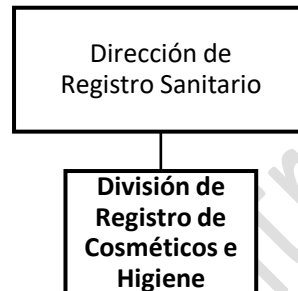 Dirección de
Registro Sanitario
División de
Registro de
Cosméticos e
Higiene